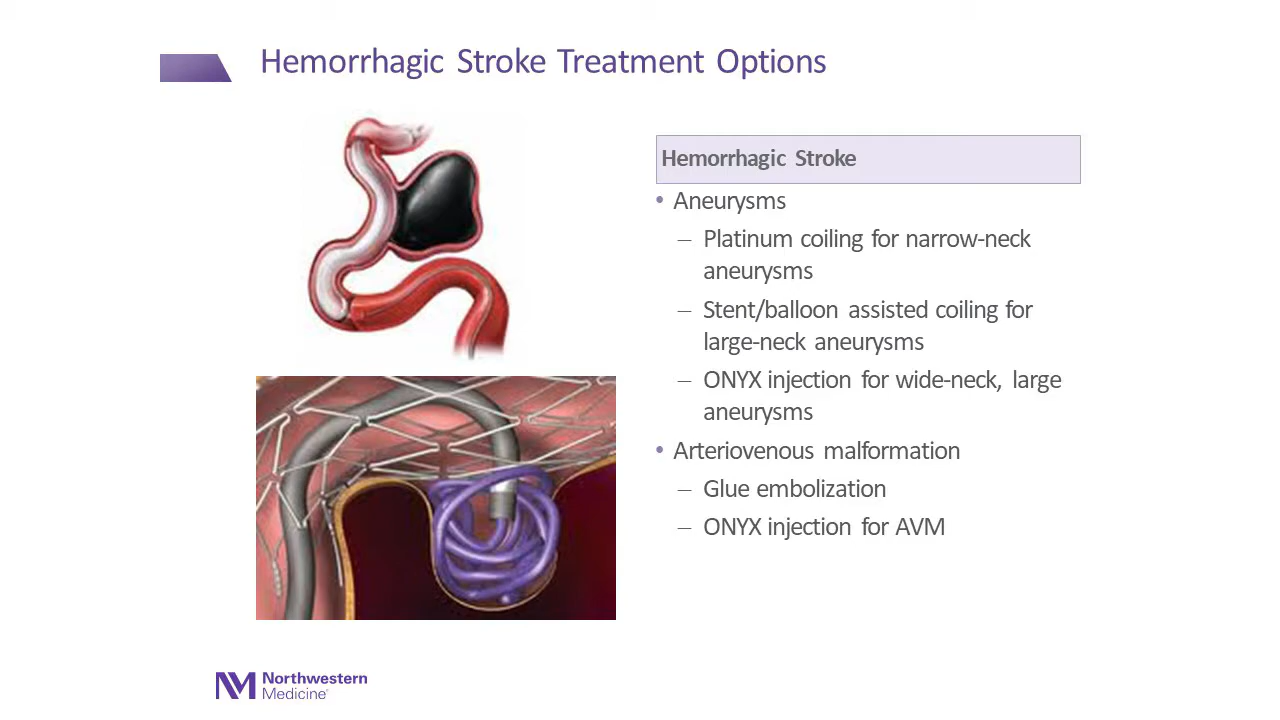 Hemorrhagic Stroke Treatment Options
Hemorrhagic Stroke
• Aneurysms
– Platinum coiling for narrow-neck
aneurysms
– Stent/balloon assisted coiling for
large-neck aneurysms
– ONYX injection for wide-neck, large
aneurysms
• Arteriovenous malformation
– Glue embolization
– ONYX injection for AVM
NM Northwestern
Medicine